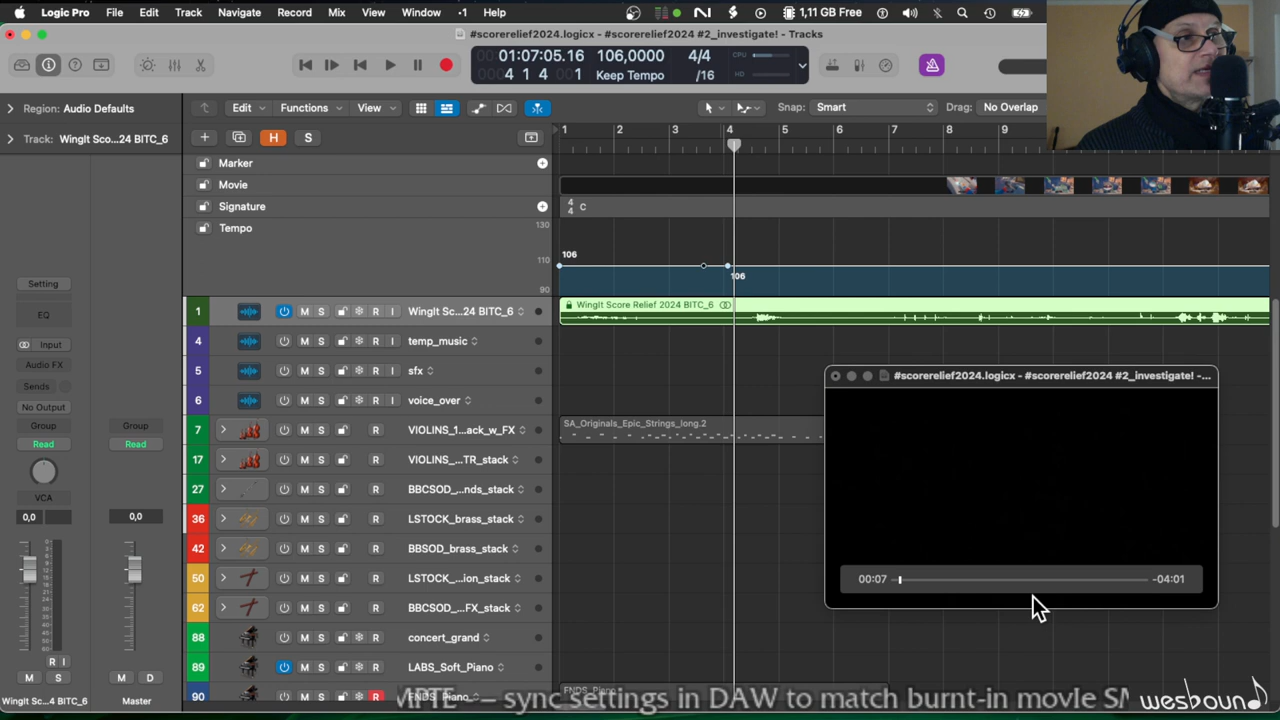 Logic Pro File Edit Track Navigate Record Mix View Window 1 Help 1,11 GB Free
#scorerelief2024.logicx - #scorerelief2024 #2_investigate! - Tracks
01:07:05.16 106,0000 4/4 CPU
4 1 4 001 Keep Tempo /16 HD
Region: Audio Defaults Edit Functions View Snap: Smart Drag: No Overlap
Track: WingIt Sco...24 BITC_6 H S 1 2 3 4 5 6 7 8 9
Marker
Movie
Signature 4 4 C
Tempo 130
106
110
106
90
Setting
EQ
Input
Audio FX
Sends
No Output
Group Group
Read Read
VCA
0,0 0,0
R I
M S M D
WingIt Sc...4 BITC_6 Master
1 M S R I WingIt Sc...24 BITC_6 WingIt Score Relief 2024 BITC_6
4 M S R I temp_music
5 M S R I sfx
6 M S R I voice_over
7 M S R VIOLINS_1...ack_w_FX SA_Originals_Epic_Strings_long.2
17 M S R VIOLINS_...TR_stack
27 M S R BBCSOD_...nds_stack
36 M S R LSTOCK_brass_stack
42 M S R BBSOD_brass_stack
50 M S R LSTOCK_...ion_stack
62 M S R BBCSOD_...FX_stack
88 M S R concert_grand
89 M S R LABS_Soft_Piano
90 M S R FNDS_Piano FNDS_Piano
#scorerelief2024.logicx - #scorerelief2024 #2_investigate! -...
00:07 -04:01
MPTE~~ sync settings in DAW to match burnt-in movie SM
wesbound